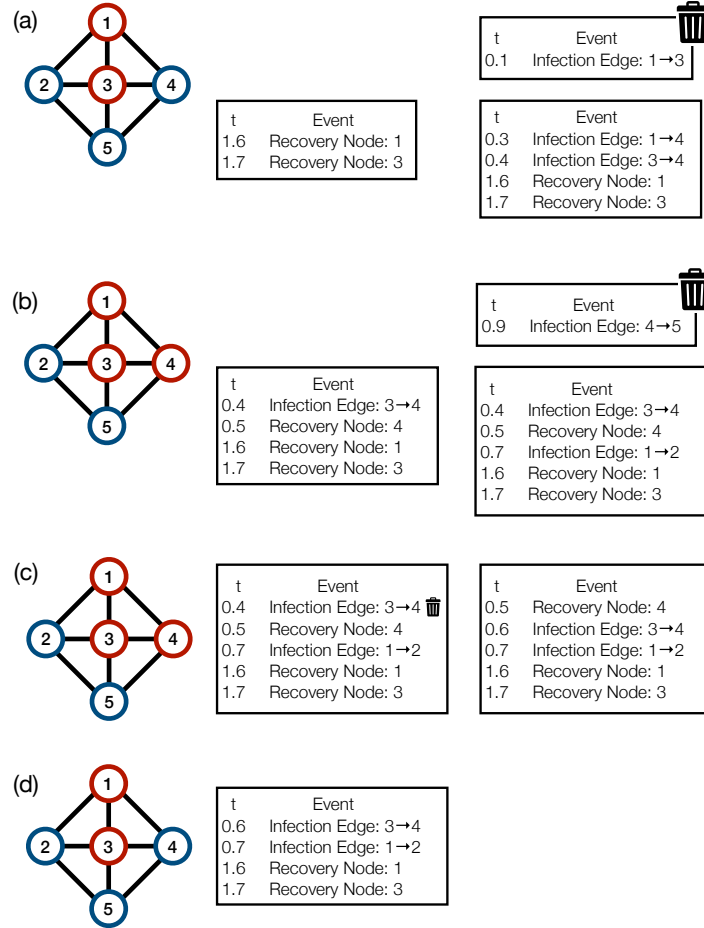 (a)
1
2
3
4
5
t Event
1.6 Recovery Node: 1
1.7 Recovery Node: 3
t Event
0.1 Infection Edge: 1→3
t Event
0.3 Infection Edge: 1→4
0.4 Infection Edge: 3→4
1.6 Recovery Node: 1
1.7 Recovery Node: 3
(b)
1
2
3
4
5
t Event
0.4 Infection Edge: 3→4
0.5 Recovery Node: 4
1.6 Recovery Node: 1
1.7 Recovery Node: 3
t Event
0.9 Infection Edge: 4→5
t Event
0.4 Infection Edge: 3→4
0.5 Recovery Node: 4
0.7 Infection Edge: 1→2
1.6 Recovery Node: 1
1.7 Recovery Node: 3
(c)
1
2
3
4
5
t Event
0.4 Infection Edge: 3→4
0.5 Recovery Node: 4
0.7 Infection Edge: 1→2
1.6 Recovery Node: 1
1.7 Recovery Node: 3
t Event
0.5 Recovery Node: 4
0.6 Infection Edge: 3→4
0.7 Infection Edge: 1→2
1.6 Recovery Node: 1
1.7 Recovery Node: 3
(d)
1
2
3
4
5
t Event
0.6 Infection Edge: 3→4
0.7 Infection Edge: 1→2
1.6 Recovery Node: 1
1.7 Recovery Node: 3